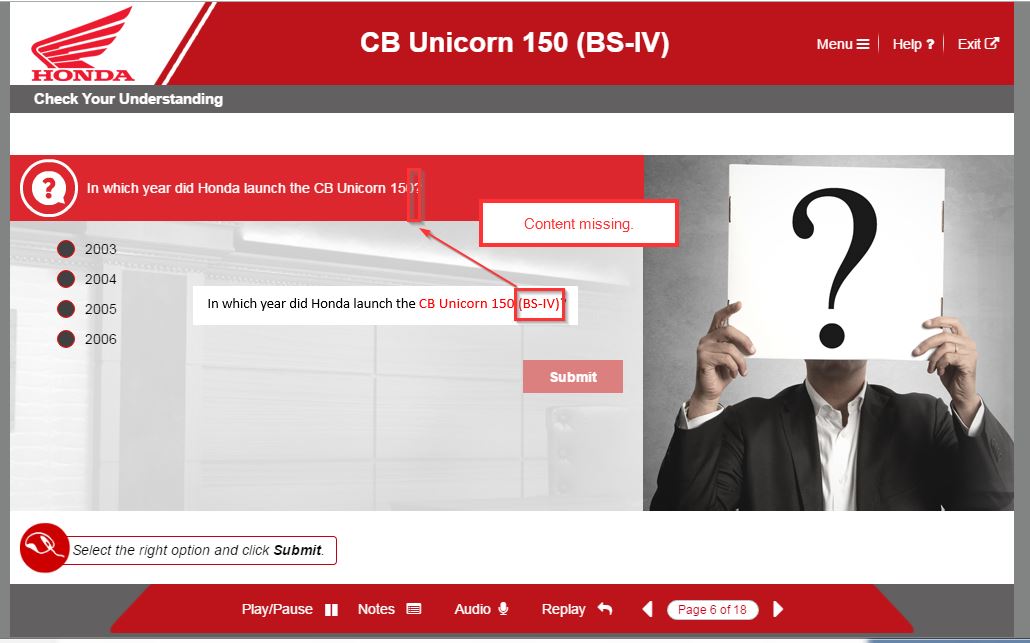 HONDA
CB Unicorn 150 (BS-IV)
Menu
Help ?
Exit
Check Your Understanding
?
In which year did Honda launch the CB Unicorn 150?
?
Content missing.
2003
2004
2005
2006
In which year did Honda launch the CB Unicorn 150 (BS-IV)?
Submit
Select the right option and click Submit.
Play/Pause
Notes
Audio
Replay
Page 6 of 18